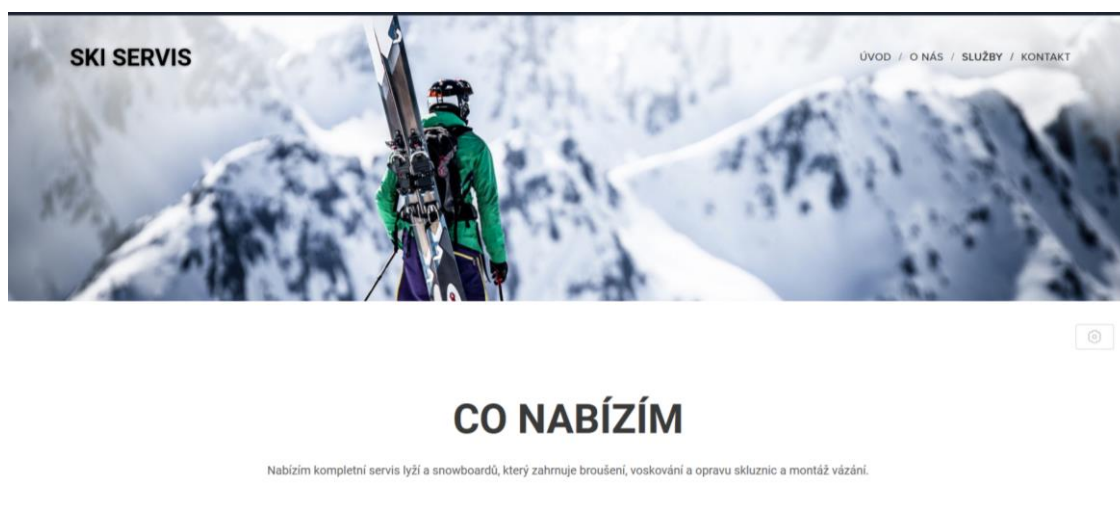 SKI SERVIS
ÚVOD / O NÁS / SLUŽBY / KONTAKT
CO NABÍZÍM
Nabízím kompletní servis lyží a snowboardů, který zahrnuje broušení, voskování a opravu skluznic a montáž vázání.